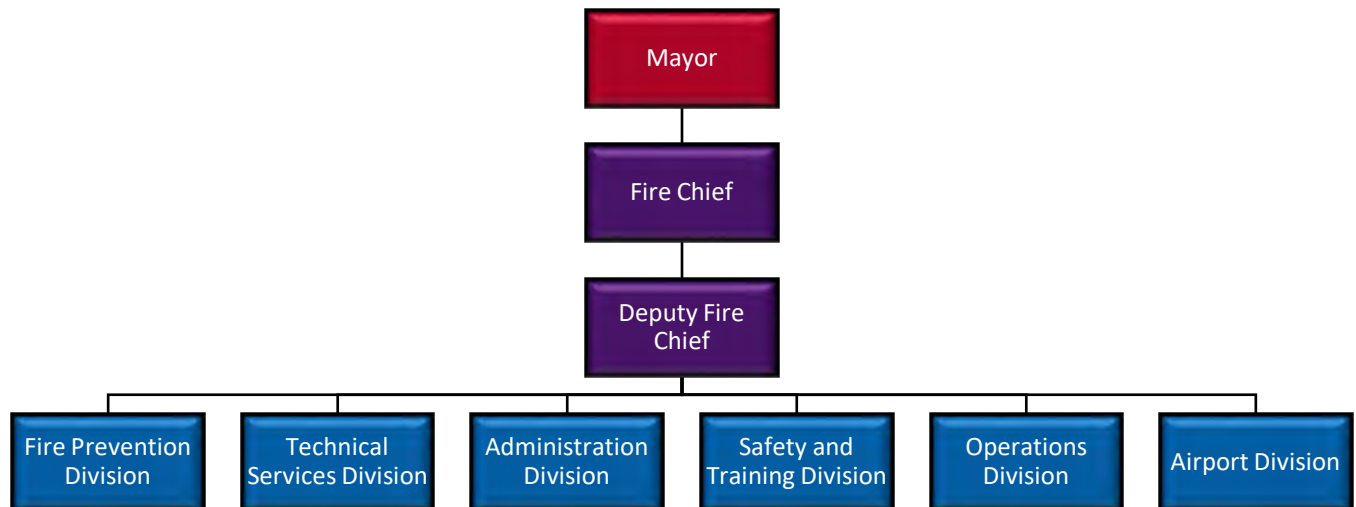 Mayor
Fire Chief
Deputy Fire
Chief
Fire Prevention
Division
Technical
Services Division
Administration
Division
Safety and
Training Division
Operations
Division
Airport Division